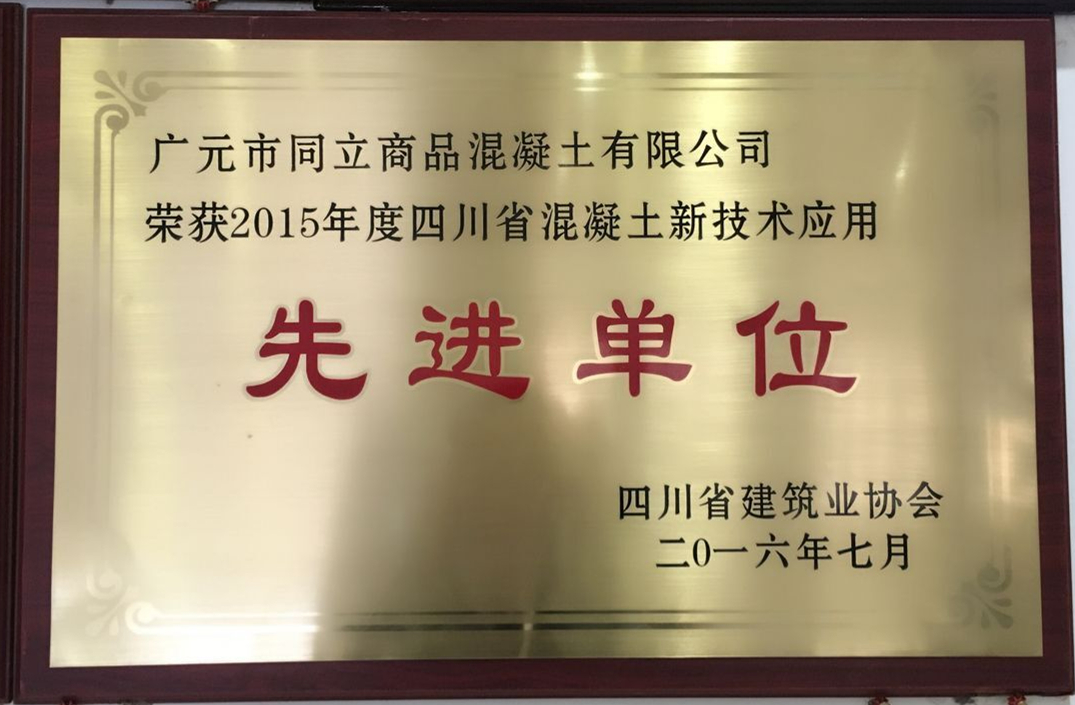 广元市同立商品混凝土有限公司
荣获2015年度四川省混凝土新技术应用
先进单位
四川省建筑业协会
二0一六年七月